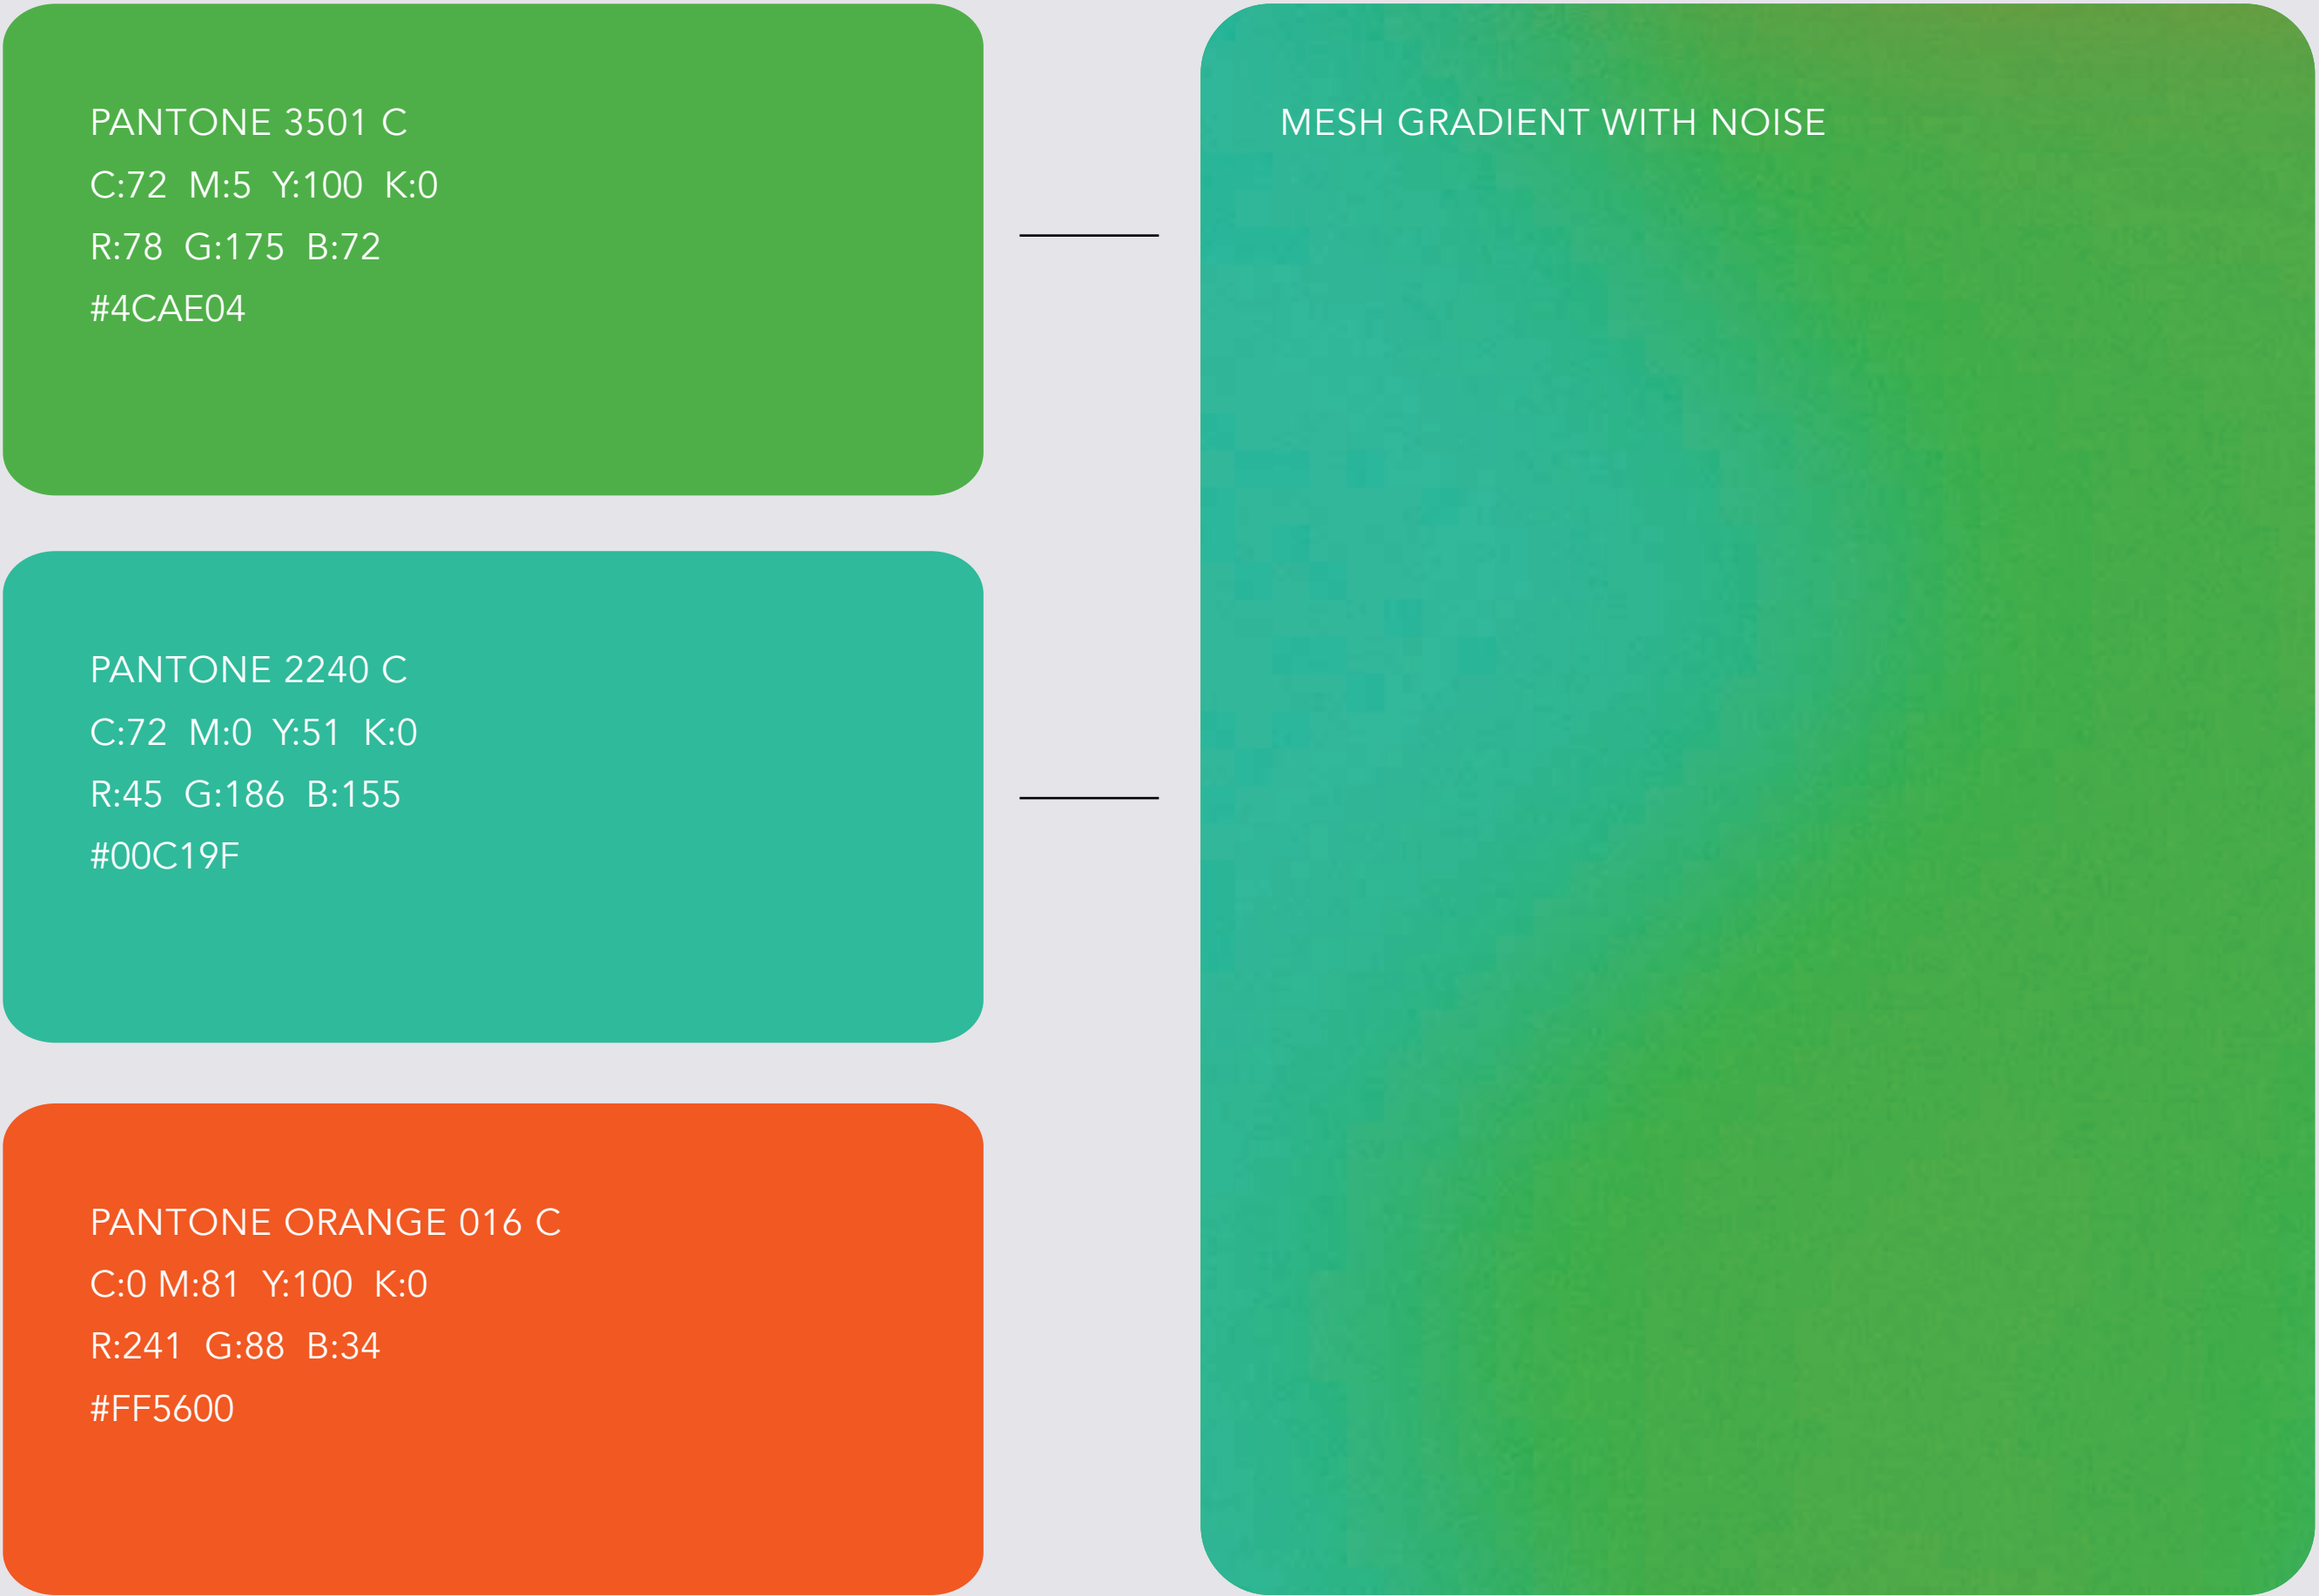 PANTONE 3501 C
C:72 M:5 Y:100 K:0
R:78 G:175 B:72
#4CAE04
PANTONE 2240 C
C:72 M:0 Y:51 K:0
R:45 G:186 B:155
#00C19F
PANTONE ORANGE 016 C
C:0 M:81 Y:100 K:0
R:241 G:88 B:34
#FF5600
MESH GRADIENT WITH NOISE